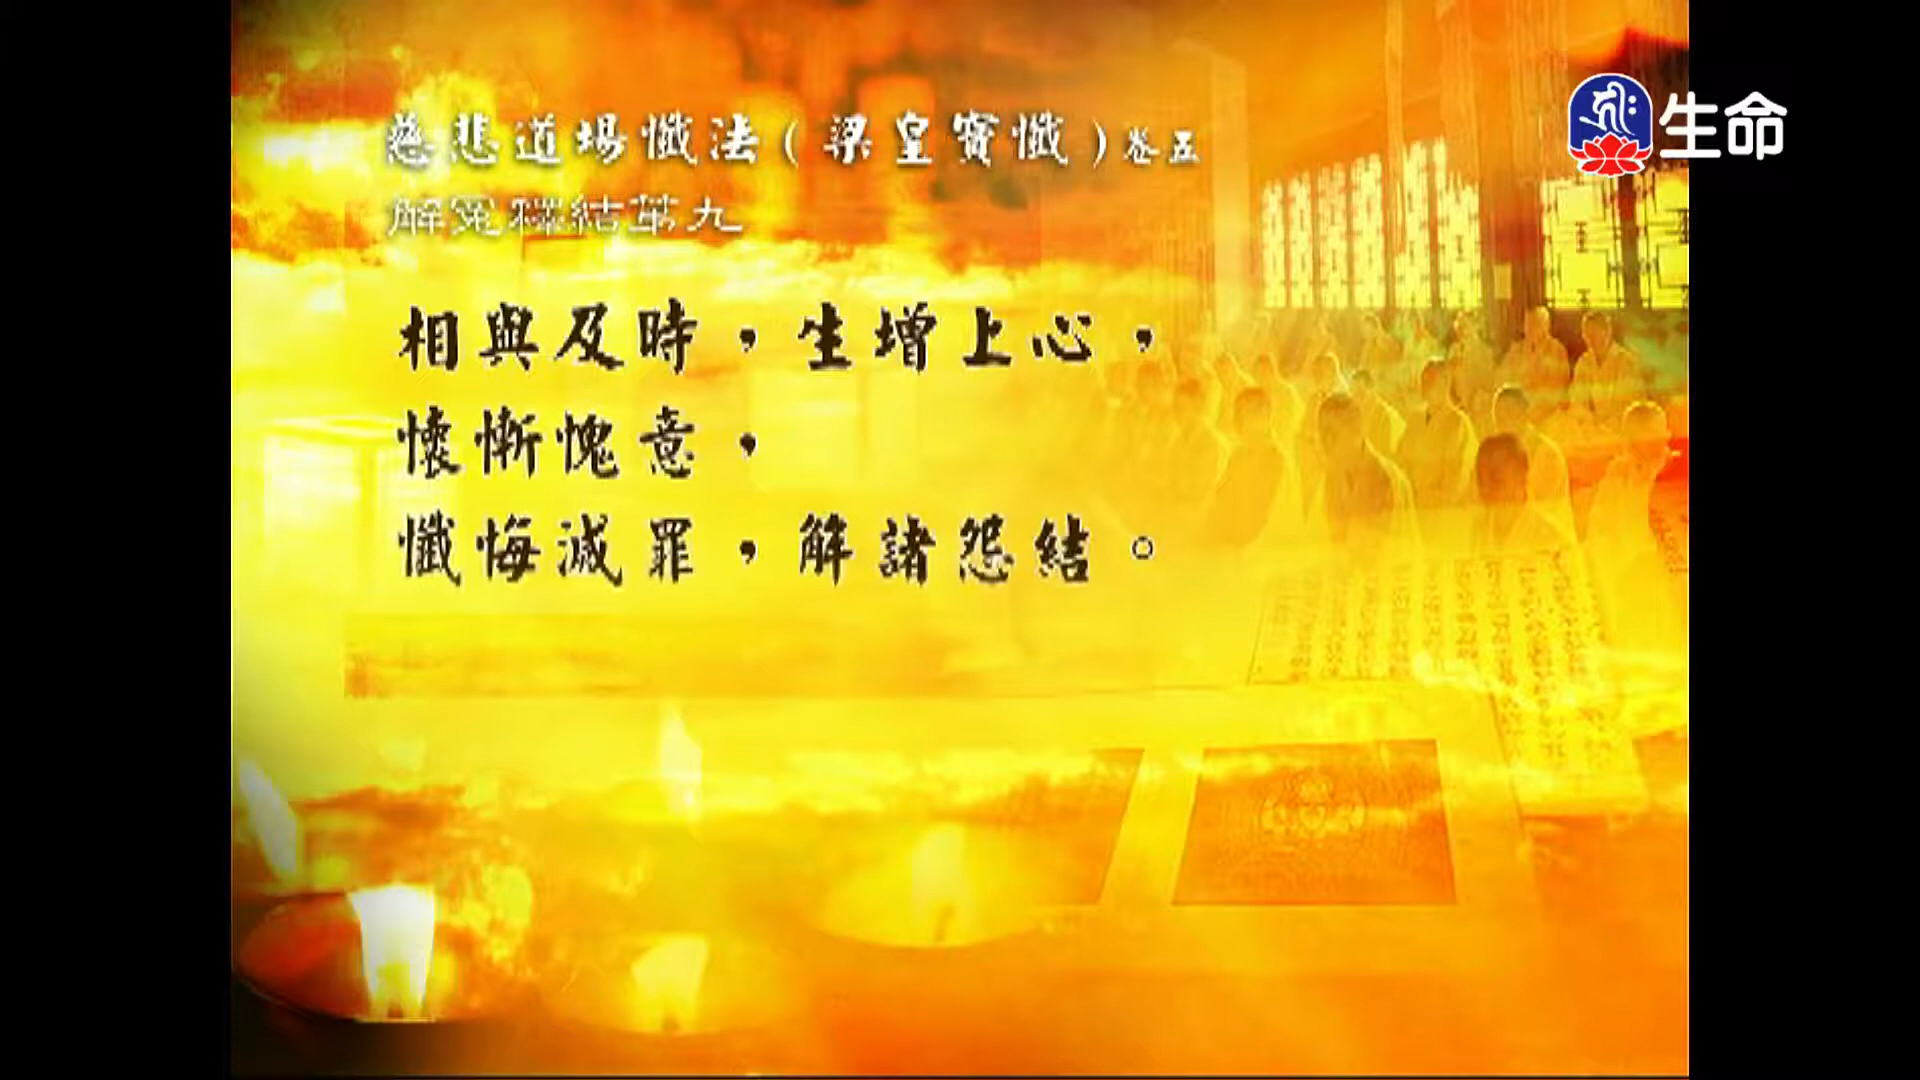 慈悲道場懺法(梁皇寶懺)卷五
解冤釋結第九
生命
相與及時，生增上心，
懷慚愧意，
懺悔滅罪，解諸怨結。